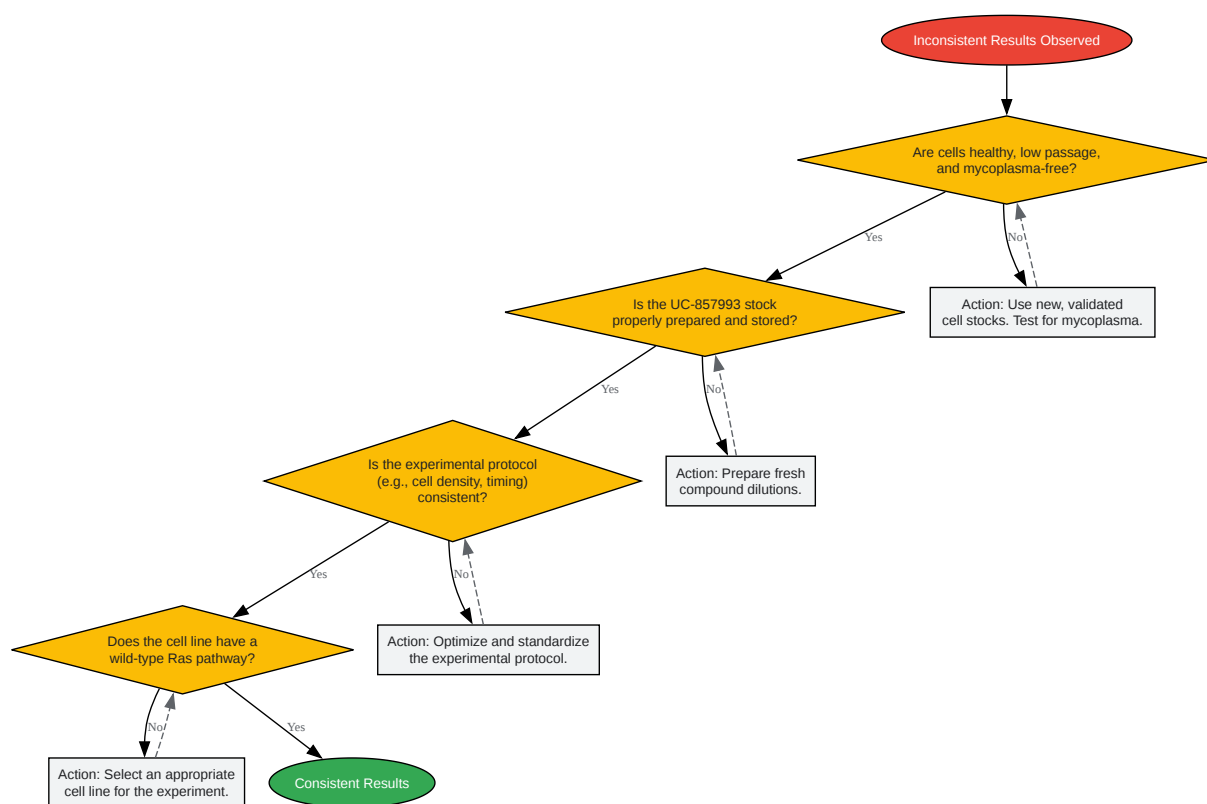 Inconsistent Results Observed
Are cells healthy, low passage,
and mycoplasma-free?
Yes
No
Is the UC-857993 stock
properly prepared and stored?
Action: Use new, validated
cell stocks. Test for mycoplasma.
Yes
No
Is the experimental protocol
(e.g., cell density, timing)
consistent?
Action: Prepare fresh
compound dilutions.
Yes
No
Does the cell line have a
wild-type Ras pathway?
Action: Optimize and standardize
the experimental protocol.
No
Yes
Action: Select an appropriate
cell line for the experiment.
Consistent Results